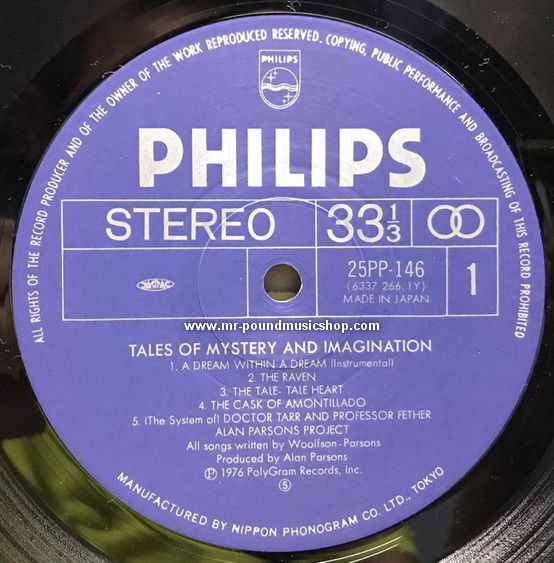 ALL RIGHTS OF THE RECORD PRODUCER AND OF THE OWNER OF THE WORK REPRODUCED RESERVED. COPYING, PUBLIC PERFORMANCE AND BROADCASTING OF THIS RECORD PROHIBITED
PHILIPS
PHILIPS
STEREO 33 1/3
25PP-146 1
(6337 266.1Y)
MADE IN JAPAN
www.mr-poundmusicshop.com
TALES OF MYSTERY AND IMAGINATION
1. A DREAM WITHIN A DREAM (Instrumental)
2. THE RAVEN
3. THE TALE- TALE HEART
4. THE CASK OF AMONTILLADO
5. (The System of) DOCTOR TARR AND PROFESSOR FETHER
ALAN PARSONS PROJECT
All songs written by Woolfson-Parsons
Produced by Alan Parsons
Ⓟ 1976 PolyGram Records, Inc.
⑤
MANUFACTURED BY NIPPON PHONOGRAM CO. LTD., TOKYO